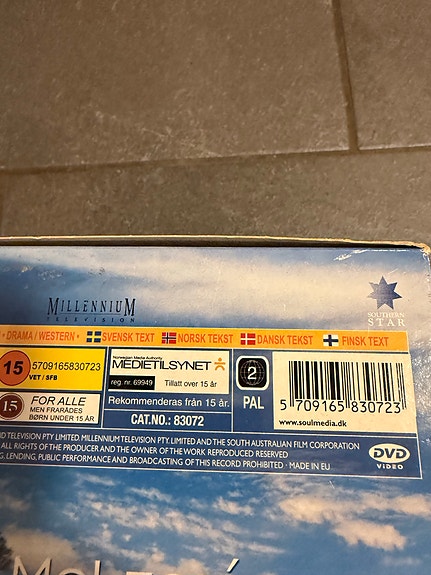 MILLENNIUM
TELEVISION
SOUTHERN
STAR
• DRAMA / WESTERN • SVENSK TEXT NORSK TEKST DANSK TEKST FINSK TEXT
15
5709165830723
VET / SFB
Norwegian Media Authority
MEDIETILSYNET
reg. nr. 69949 Tillatt over 15 år
15
FOR ALLE
MEN FRARÅDES
BØRN UNDER 15 ÅR
Rekommenderas från 15 år.
CAT.NO.: 83072
2
PAL
5 709165 830723
www.soulmedia.dk
TELEVISION PTY LIMITED. MILLENNIUM TELEVISION PTY. LIMITED AND THE SOUTH AUSTRALIAN FILM CORPORATION
ALL RIGHTS OF THE PRODUCER AND THE OWNER OF THE WORK REPRODUCED RESERVED
LENDING, PUBLIC PERFORMANCE AND BROADCASTING OF THIS RECORD PROHIBITED · MADE IN EU
DVD
VIDEO